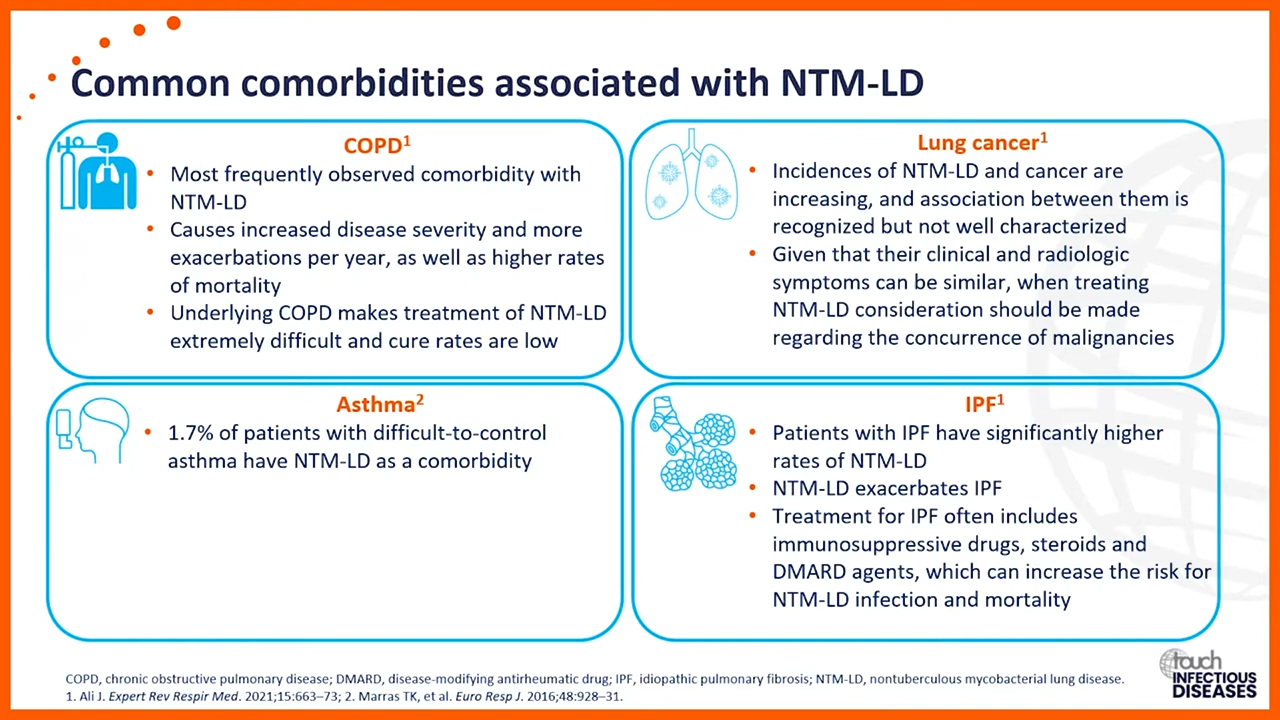 Common comorbidities associated with NTM-LD
COPD1
• Most frequently observed comorbidity with
NTM-LD
• Causes increased disease severity and more
exacerbations per year, as well as higher rates
of mortality
• Underlying COPD makes treatment of NTM-LD
extremely difficult and cure rates are low
Lung cancer1
• Incidences of NTM-LD and cancer are
increasing, and association between them is
recognized but not well characterized
• Given that their clinical and radiologic
symptoms can be similar, when treating
NTM-LD consideration should be made
regarding the concurrence of malignancies
Asthma2
• 1.7% of patients with difficult-to-control
asthma have NTM-LD as a comorbidity
IPF1
• Patients with IPF have significantly higher
rates of NTM-LD
• NTM-LD exacerbates IPF
• Treatment for IPF often includes
immunosuppressive drugs, steroids and
DMARD agents, which can increase the risk for
NTM-LD infection and mortality
COPD, chronic obstructive pulmonary disease; DMARD, disease-modifying antirheumatic drug; IPF, idiopathic pulmonary fibrosis; NTM-LD, nontuberculous mycobacterial lung disease.
1. Ali J. Expert Rev Respir Med. 2021;15:663–73; 2. Marras TK, et al. Euro Resp J. 2016;48:928–31.
touch
INFECTIOUS
DISEASES